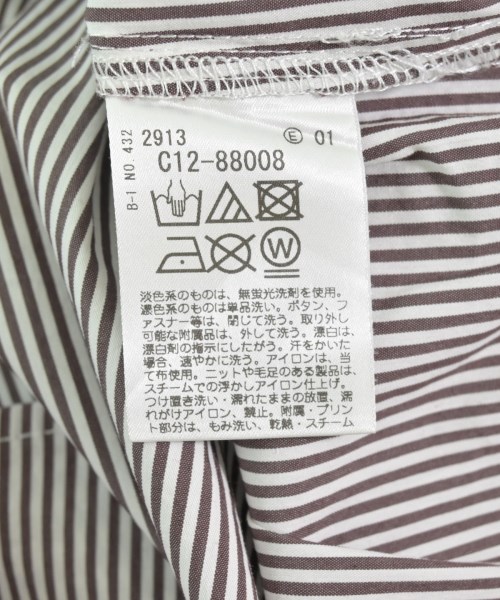 B-1 NO.432
2913 Ⓔ 01
C12-88008
W
淡色系のものは、無蛍光洗剤を使用。
濃色系のものは単品洗い。ボタン、フ
ァスナー等は、閉じて洗う。取り外し
可能な附属品は、外して洗う。漂白は、
漂白剤の指示にしたがう。汗をかいた
場合、速やかに洗う。アイロンは、当
て布使用。ニットや毛足のある製品は、
スチームでの浮かしアイロン仕上げ。
つけ置き洗い・濡れたままの放置、濡
れがけアイロン、禁止。附属・プリン
ト部分は、もみ洗い、乾熱・スチーム